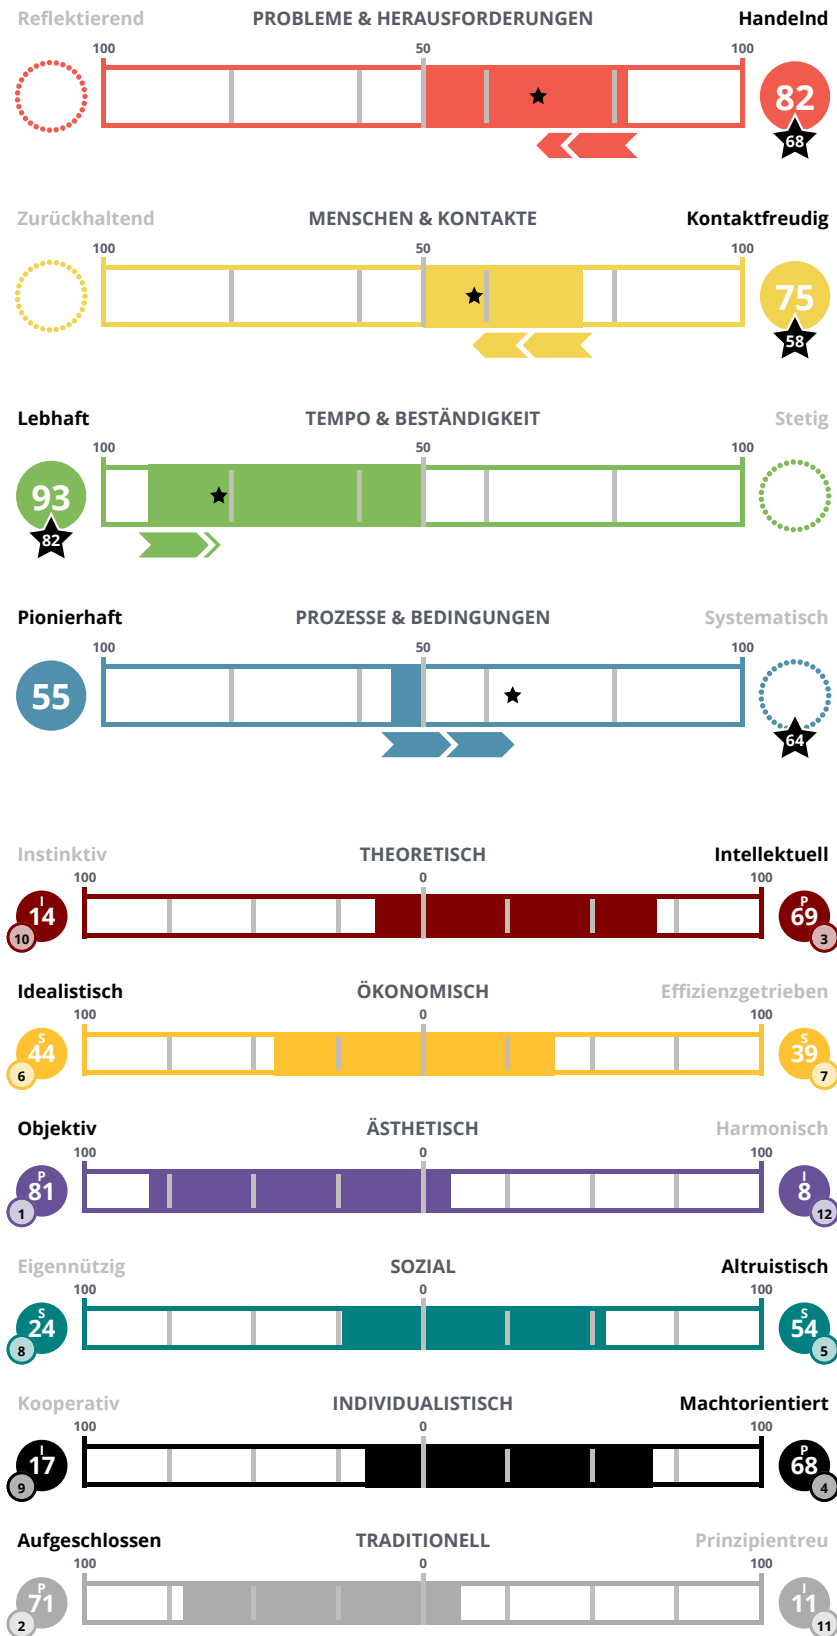 Reflektierend PROBLEME & HERAUSFORDERUNGEN Handelnd
100 50 100
82
68
Zurückhaltend MENSCHEN & KONTAKTE Kontaktfreudig
100 50 100
75
58
Lebhaft TEMPO & BESTÄNDIGKEIT Stetig
100 50 100
93
82
Pionierhaft PROZESSE & BEDINGUNGEN Systematisch
100 50 100
55
64
Instinktiv THEORETISCH Intellektuell
100 0 100
I P
14 69
10 3
Idealistisch ÖKONOMISCH Effizienzgetrieben
100 0 100
S S
44 39
6 7
Objektiv ÄSTHETISCH Harmonisch
100 0 100
P I
81 8
1 12
Eigennützig SOZIAL Altruistisch
100 0 100
S S
24 54
8 5
Kooperativ INDIVIDUALISTISCH Machtorientiert
100 0 100
I P
17 68
9 4
Aufgeschlossen TRADITIONELL Prinzipientreu
100 0 100
P I
71 11
2 11